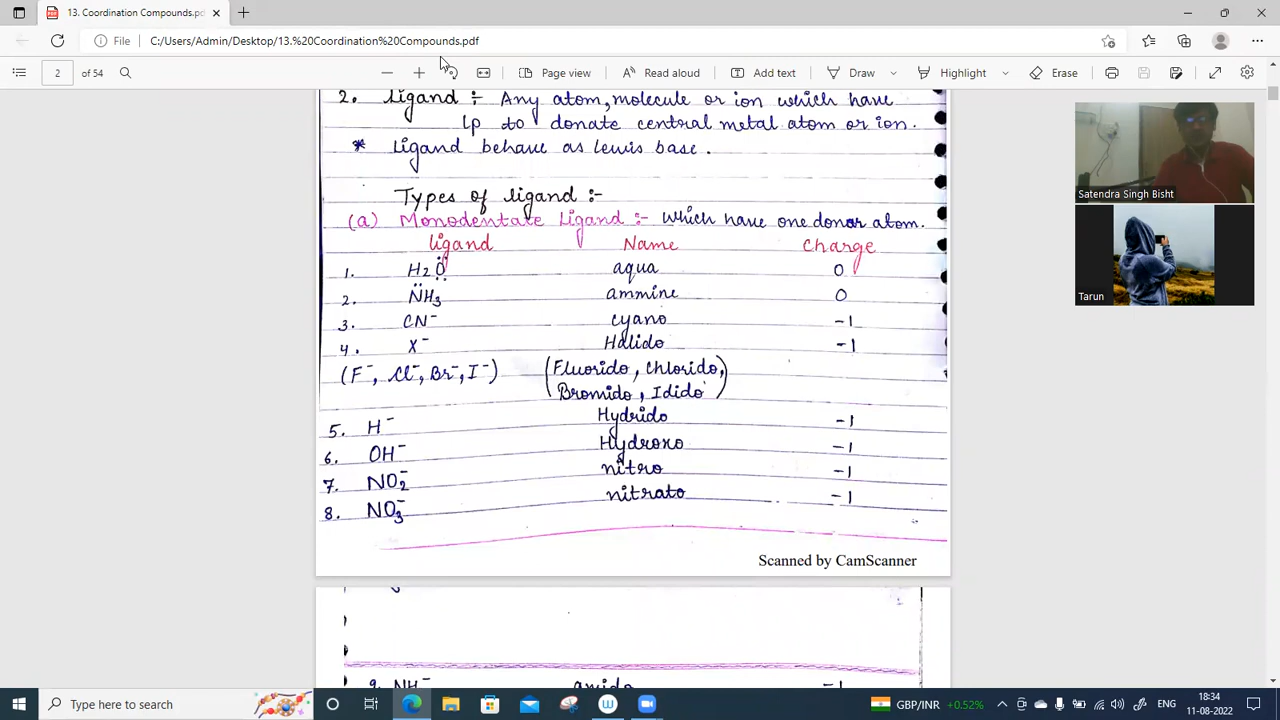 13. Coordination Compounds.pdf
File C:/Users/Admin/Desktop/13.%20Coordination%20Compounds.pdf
2 of 54 Page view Read aloud Add text Draw Highlight Erase
2. Ligand :- Any atom, molecule or ion which have
lp to donate central metal atom or ion.
* Ligand behave as lewis base.
Types of ligand :-
(a) Monodentate Ligand :- Which have one donor atom.
ligand Name Charge
1. H2O aqua 0
2. NH3 ammine 0
3. CN⁻ cyano -1
4. X⁻ Halido -1
(F⁻, Cl⁻, Br⁻, I⁻) (Fluorido, Chlorido,
Bromido, Idido)
5. H⁻ Hydrido -1
6. OH⁻ Hydroxo -1
7. NO2⁻ nitro -1
8. NO3⁻ nitrato -1
Scanned by CamScanner
9. NH⁻ amido -1
Satendra Singh Bisht
Tarun
Type here to search
GBP/INR +0.52% ENG 18:34
11-08-2022